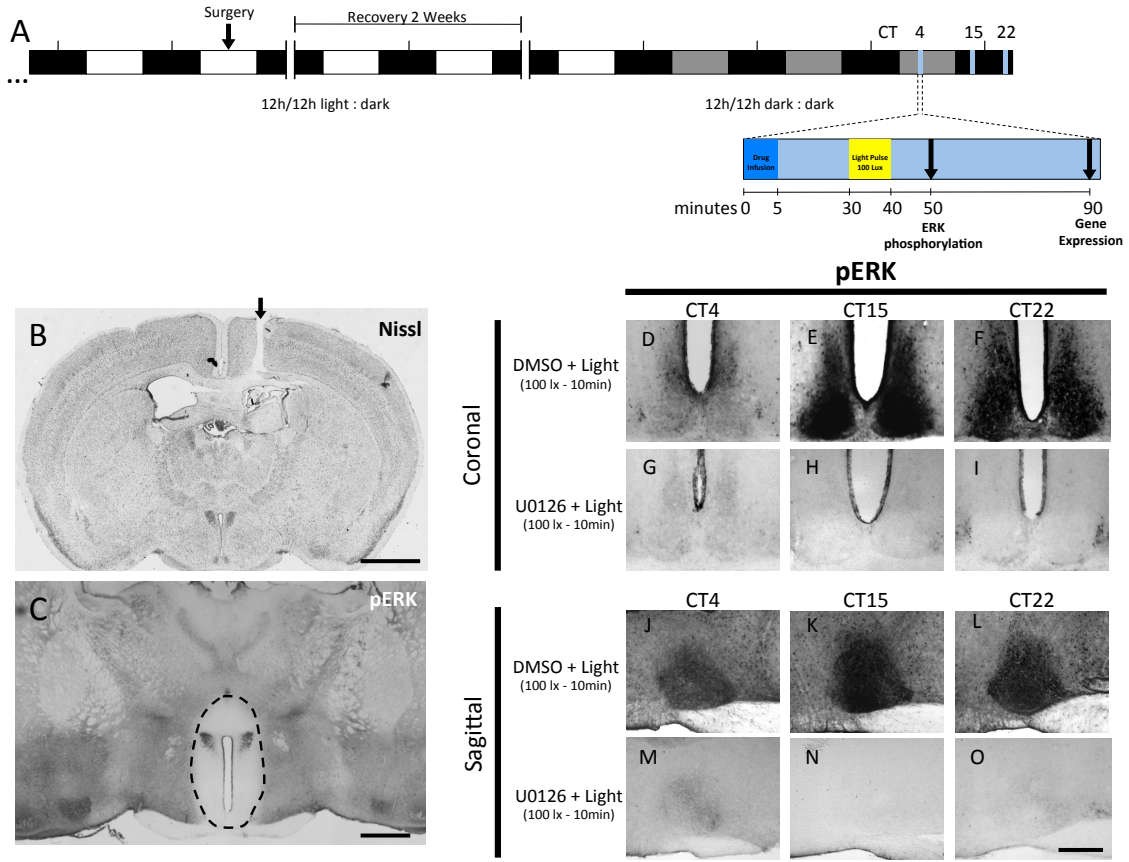 Surgery
A
Recovery 2 Weeks
CT 4 15 22
...
12h/12h light : dark
12h/12h dark : dark
Drug
Infusion
Light Pulse
100 Lux
minutes 0 5 30 40 50 90
ERK
phosphorylation
Gene
Expression
pERK
B
Nissl
CT4 CT15 CT22
Coronal
DMSO + Light
(100 lx - 10min)
D E F
U0126 + Light
(100 lx - 10min)
G H I
C
pERK
CT4 CT15 CT22
Sagittal
DMSO + Light
(100 lx - 10min)
J K L
U0126 + Light
(100 lx - 10min)
M N O